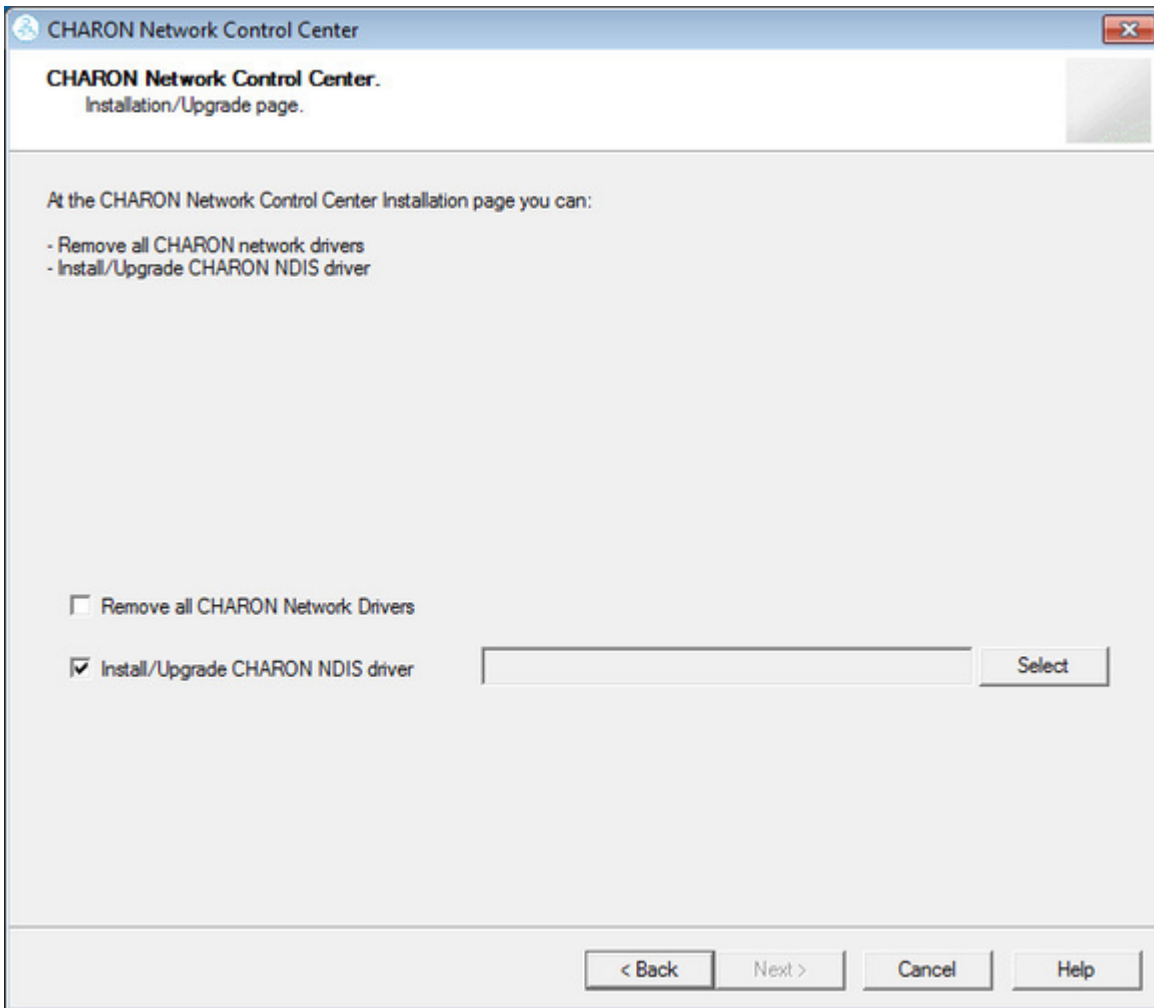 CHARON Network Control Center
CHARON Network Control Center.
Installation/Upgrade page.
At the CHARON Network Control Center Installation page you can:
- Remove all CHARON network drivers
- Install/Upgrade CHARON NDIS driver
Remove all CHARON Network Drivers
Install/Upgrade CHARON NDIS driver
Select
< Back
Next >
Cancel
Help